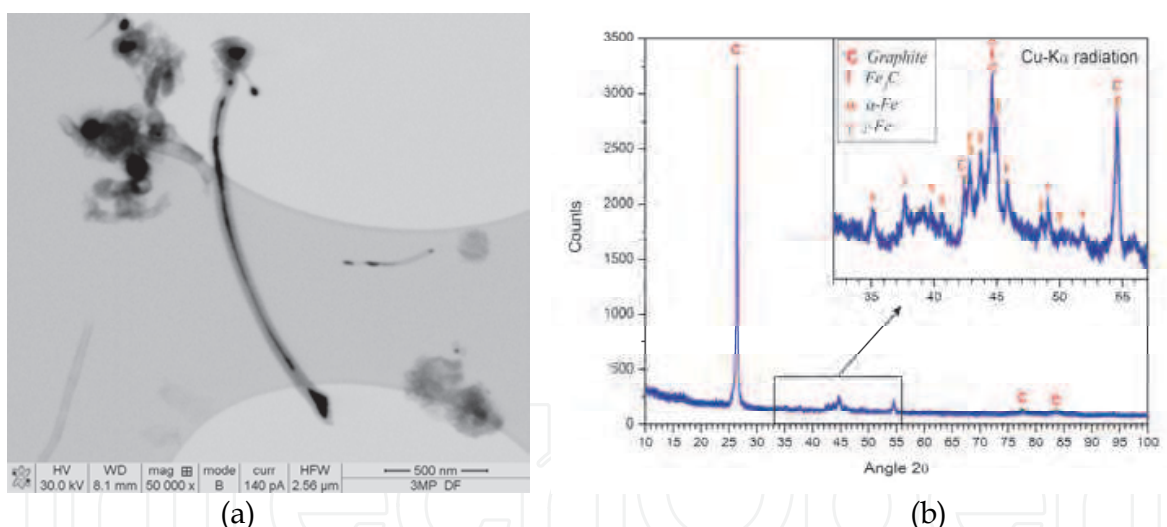 HV WD mag ⊞ mode curr HFW 500 nm
30.0 kV 8.1 mm 50 000 x B 140 pA 2.56 µm 3MP DF
(a)
3500
3000
2500
2000
1500
1000
500
0
Counts
C
Graphite
Fe₃C
α-Fe
γ-Fe
Cu-Kα radiation
C
C
35 40 45 50 55
C C
10 15 20 25 30 35 40 45 50 55 60 65 70 75 80 85 90 95 100
Angle 2θ
(b)